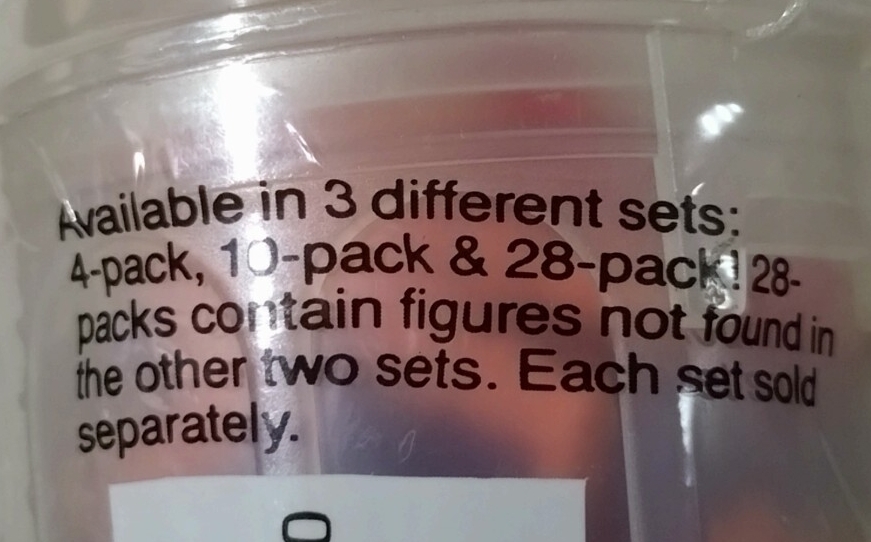 Available in 3 different sets:
4-pack, 10-pack & 28-pack! 28-
packs contain figures not found in
the other two sets. Each set sold
separately.
0